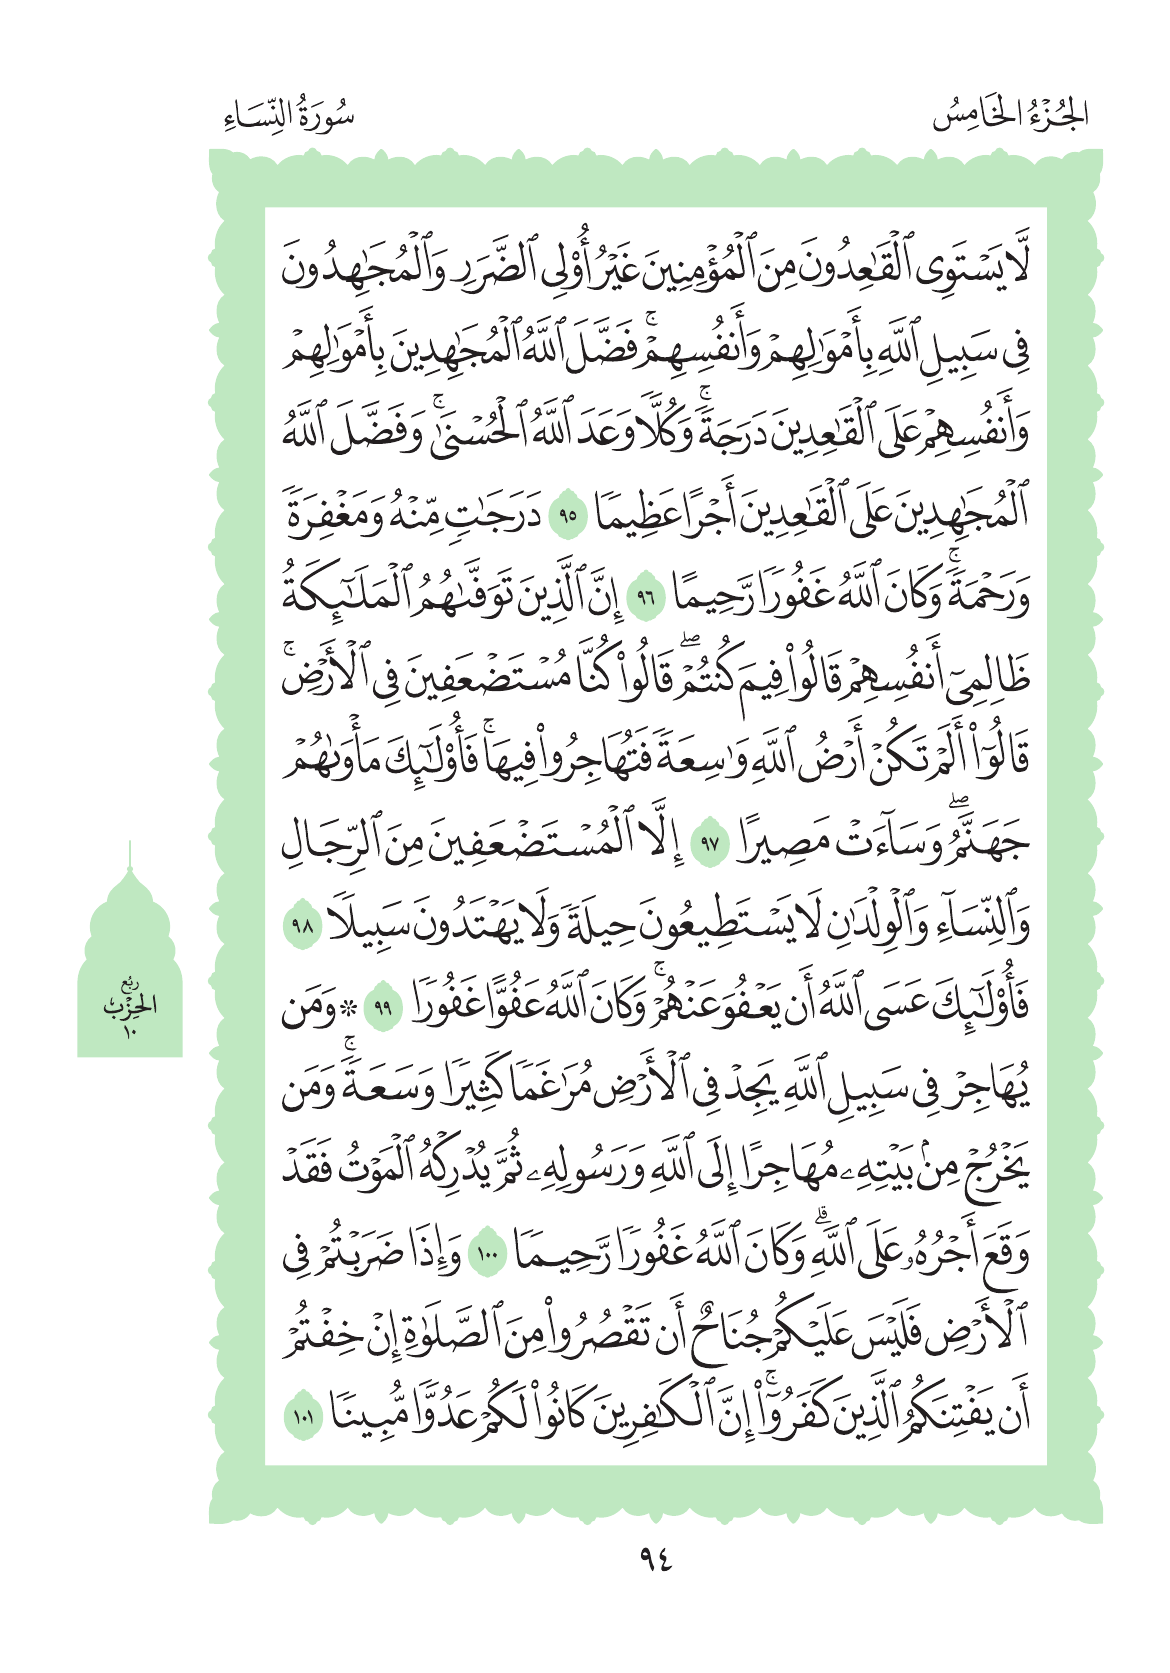 الجُزْءُ الخَامِسُ
سُورَةُ النِّسَاءِ
لَّا يَسْتَوِى ٱلْقَٰعِدُونَ مِنَ ٱلْمُؤْمِنِينَ غَيْرُ أُو۟لِى ٱلضَّرَرِ وَٱلْمُجَٰهِدُونَ
فِى سَبِيلِ ٱللَّهِ بِأَمْوَٰلِهِمْ وَأَنفُسِهِمْۚ فَضَّلَ ٱللَّهُ ٱلْمُجَٰهِدِينَ بِأَمْوَٰلِهِمْ
وَأَنفُسِهِمْ عَلَى ٱلْقَٰعِدِينَ دَرَجَةًۚ وَكُلًّا وَعَدَ ٱللَّهُ ٱلْحُسْنَىٰۚ وَفَضَّلَ ٱللَّهُ
ٱلْمُجَٰهِدِينَ عَلَى ٱلْقَٰعِدِينَ أَجْرًا عَظِيمًا ٩٥ دَرَجَٰتٍ مِّنْهُ وَمَغْفِرَةً
وَرَحْمَةًۚ وَكَانَ ٱللَّهُ غَفُورًا رَّحِيمًا ٩٦ إِنَّ ٱلَّذِينَ تَوَفَّىٰهُمُ ٱلْمَلَٰٓئِكَةُ
ظَالِمِىٓ أَنفُسِهِمْ قَالُوا۟ فِيمَ كُنتُمْۖ قَالُوا۟ كُنَّا مُسْتَضْعَفِينَ فِى ٱلْأَرْضِۚ
قَالُوٓا۟ أَلَمْ تَكُنْ أَرْضُ ٱللَّهِ وَٰسِعَةً فَتُهَاجِرُوا۟ فِيهَاۚ فَأُو۟لَٰٓئِكَ مَأْوَىٰهُمْ
جَهَنَّمُۖ وَسَآءَتْ مَصِيرًا ٩٧ إِلَّا ٱلْمُسْتَضْعَفِينَ مِنَ ٱلرِّجَالِ
وَٱلنِّسَآءِ وَٱلْوِلْدَٰنِ لَا يَسْتَطِيعُونَ حِيلَةً وَلَا يَهْتَدُونَ سَبِيلًا ٩٨
فَأُو۟لَٰٓئِكَ عَسَى ٱللَّهُ أَن يَعْفُوَ عَنْهُمْۚ وَكَانَ ٱللَّهُ عَفُوًّا غَفُورًا ٩٩ ۞ وَمَن
يُهَاجِرْ فِى سَبِيلِ ٱللَّهِ يَجِدْ فِى ٱلْأَرْضِ مُرَٰغَمًا كَثِيرًا وَسَعَةًۚ وَمَن
يَخْرُجْ مِنۢ بَيْتِهِۦ مُهَاجِرًا إِلَى ٱللَّهِ وَرَسُولِهِۦ ثُمَّ يُدْرِكْهُ ٱلْمَوْتُ فَقَدْ
وَقَعَ أَجْرُهُۥ عَلَى ٱللَّهِۗ وَكَانَ ٱللَّهُ غَفُورًا رَّحِيمًا ١٠٠ وَإِذَا ضَرَبْتُمْ فِى
ٱلْأَرْضِ فَلَيْسَ عَلَيْكُمْ جُنَاحٌ أَن تَقْصُرُوا۟ مِنَ ٱلصَّلَوٰةِ إِنْ خِفْتُمْ
أَن يَفْتِنَكُمُ ٱلَّذِينَ كَفَرُوٓا۟ۚ إِنَّ ٱلْكَٰفِرِينَ كَانُوا۟ لَكُمْ عَدُوًّا مُّبِينًا ١٠١
رُبُع
الحِزْبِ
١٠
٩٤